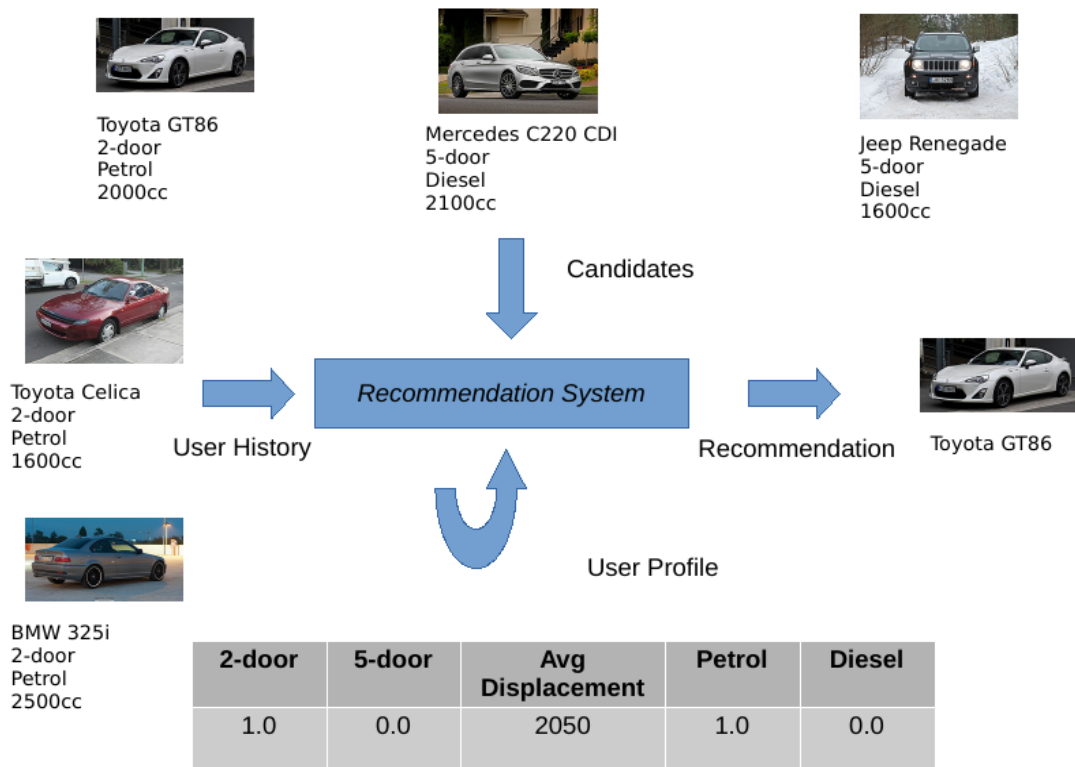 Toyota GT86
2-door
Petrol
2000cc
Mercedes C220 CDI
5-door
Diesel
2100cc
Jeep Renegade
5-door
Diesel
1600cc
Candidates
Toyota Celica
2-door
Petrol
1600cc
User History
Recommendation System
Recommendation
Toyota GT86
User Profile
BMW 325i
2-door
Petrol
2500cc
2-door 5-door Avg Petrol Diesel
Displacement
1.0 0.0 2050 1.0 0.0